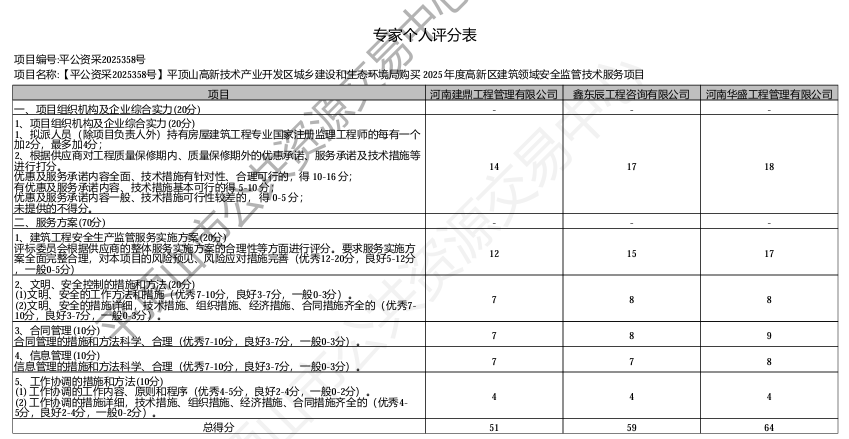 专家个人评分表
项目编号:平公资采2025358号
项目名称:【平公资采2025358号】平顶山高新技术产业开发区城乡建设和生态环境局购买 2025年度高新区建筑领域安全监管技术服务项目
项目 河南建鼎工程管理有限公司 鑫东辰工程咨询有限公司 河南华盛工程管理有限公司
一、项目组织机构及企业综合实力(20分) - - -
1、项目组织机构及企业综合实力(20分)
1、拟派人员（除项目负责人外）持有房屋建筑工程专业国家注册监理工程师的每有一个
加2分，最多加4分；
2、根据供应商对工程质量保修期内、质量保修期外的优惠承诺、服务承诺及技术措施等
进行打分。
优惠及服务承诺内容全面、技术措施有针对性、合理可行的，得 10-16 分；
有优惠及服务承诺内容、技术措施基本可行的得 5-10 分；
优惠及服务承诺内容一般、技术措施可行性较差的， 得 0-5 分；
未提供的不得分。
14 17 18
二、服务方案(70分) - - -
1、建筑工程安全生产监管服务实施方案(20分)
评标委员会根据供应商的整体服务实施方案的合理性等方面进行评分。要求服务实施方
案全面完整合理，对本项目的风险预见、风险应对措施完善（优秀12-20分，良好5-12分
，一般0-5分）
12 15 17
2、文明、安全控制的措施和方法(20分)
(1)文明、安全的工作方法和措施（优秀7-10分，良好3-7分，一般0-3分）。
(2)文明、安全的措施详细，技术措施、组织措施、经济措施、合同措施齐全的（优秀7-
10分，良好3-7分，一般0-3分）。
7 8 8
3、合同管理(10分)
合同管理的措施和方法科学、合理（优秀7-10分，良好3-7分，一般0-3分）。
7 8 9
4、信息管理(10分)
信息管理的措施和方法科学、合理（优秀7-10分，良好3-7分，一般0-3分）。
7 7 8
5、工作协调的措施和方法(10分)
(1) 工作协调的工作内容、原则和程序（优秀4-5分，良好2-4分，一般0-2分）。
(2) 工作协调的措施详细，技术措施、组织措施、经济措施、合同措施齐全的（优秀4-
5分，良好2-4分，一般0-2分）。
4 4 4
总得分 51 59 64
平顶山市公共资源交易中心